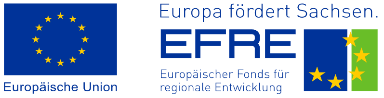 Europäische Union
Europa fördert Sachsen.
EFRE
Europäischer Fonds für
regionale Entwicklung